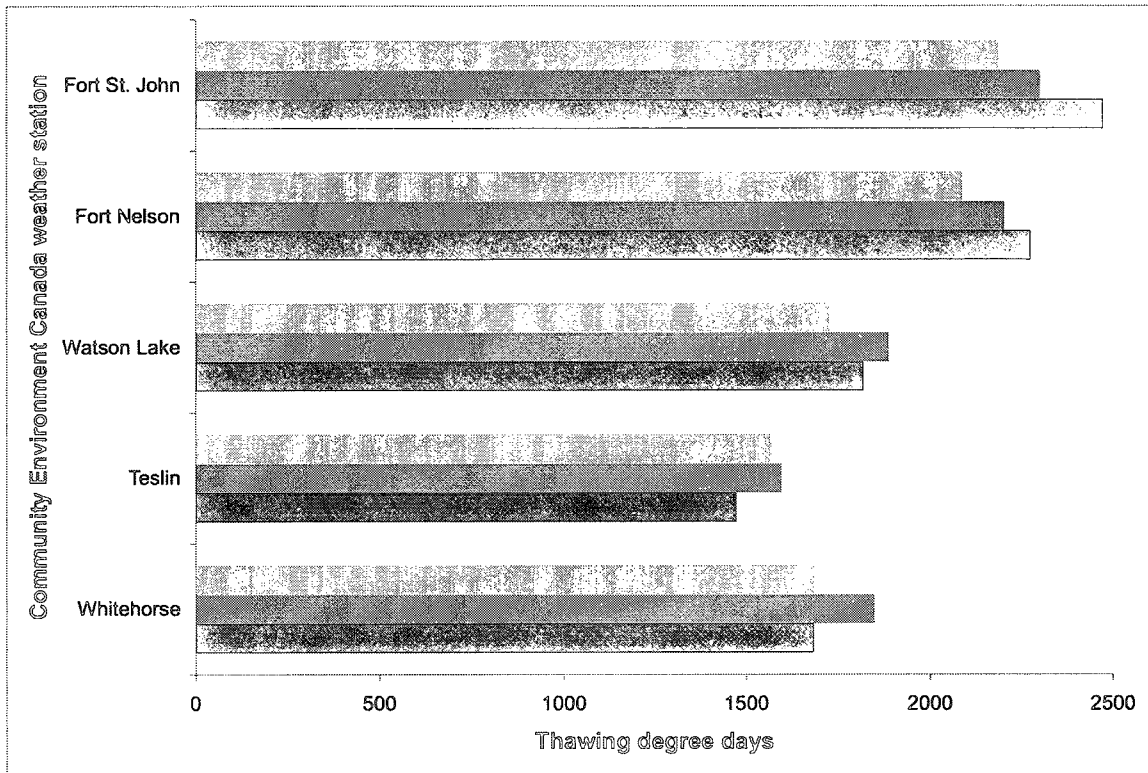 Community Environment Canada weather station
Fort St. John
Fort Nelson
Watson Lake
Teslin
Whitehorse
0 500 1000 1500 2000 2500
Thawing degree days